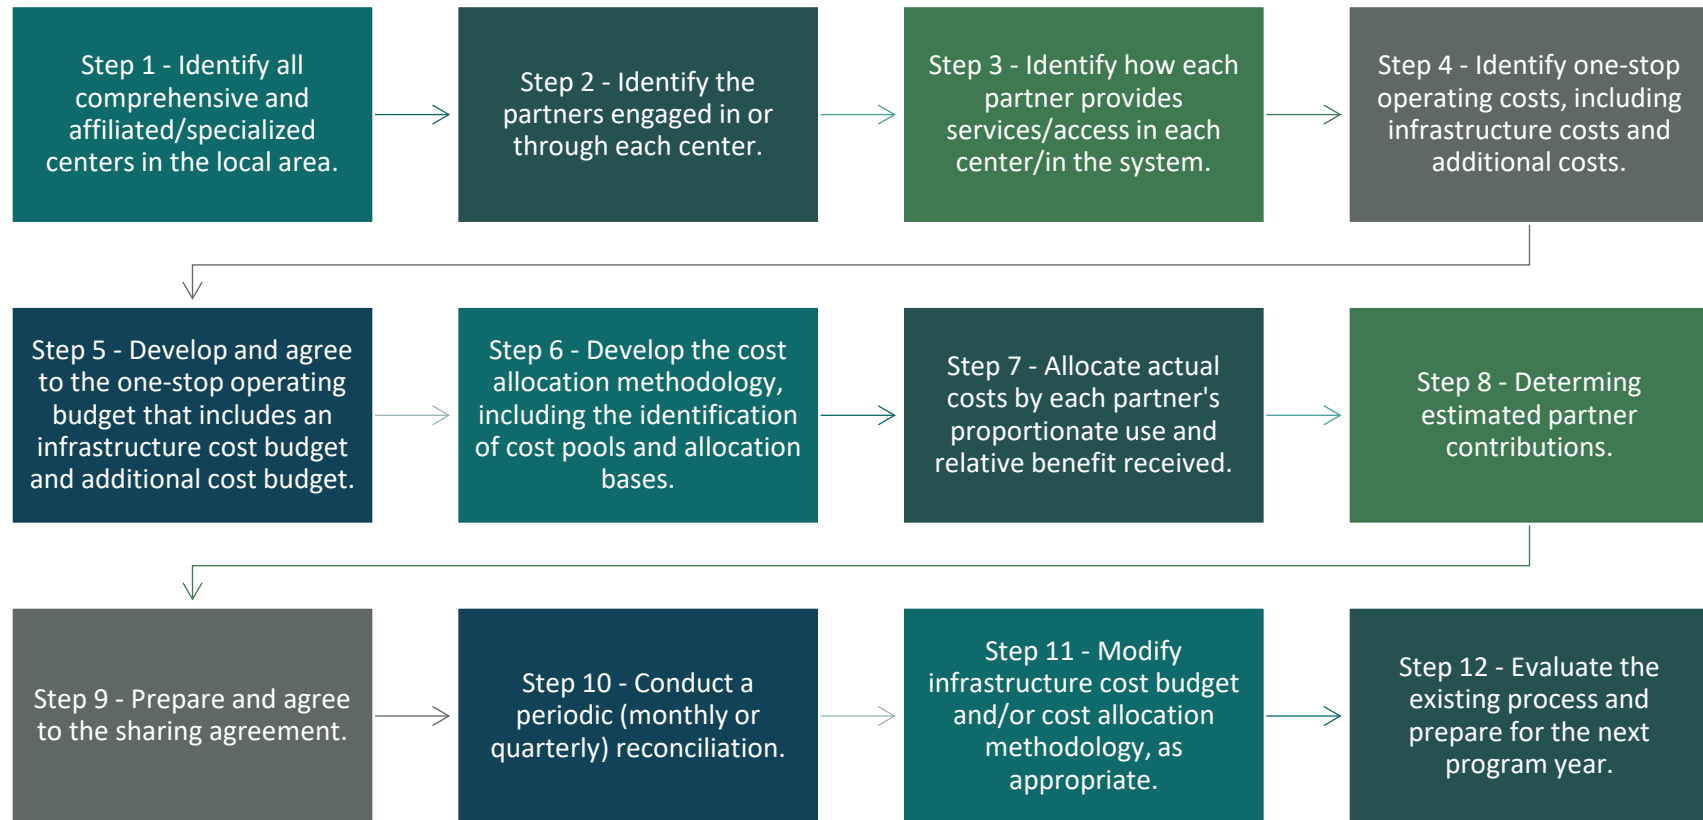 Step 1 - Identify all
comprehensive and
affiliated/specialized
centers in the local area.
Step 2 - Identify the
partners engaged in or
through each center.
Step 3 - Identify how each
partner provides
services/access in each
center/in the system.
Step 4 - Identify one-stop
operating costs, including
infrastructure costs and
additional costs.
Step 5 - Develop and agree
to the one-stop operating
budget that includes an
infrastructure cost budget
and additional cost budget.
Step 6 - Develop the cost
allocation methodology,
including the identification
of cost pools and allocation
bases.
Step 7 - Allocate actual
costs by each partner's
proportionate use and
relative benefit received.
Step 8 - Determing
estimated partner
contributions.
Step 9 - Prepare and agree
to the sharing agreement.
Step 10 - Conduct a
periodic (monthly or
quarterly) reconciliation.
Step 11 - Modify
infrastructure cost budget
and/or cost allocation
methodology, as
appropriate.
Step 12 - Evaluate the
existing process and
prepare for the next
program year.